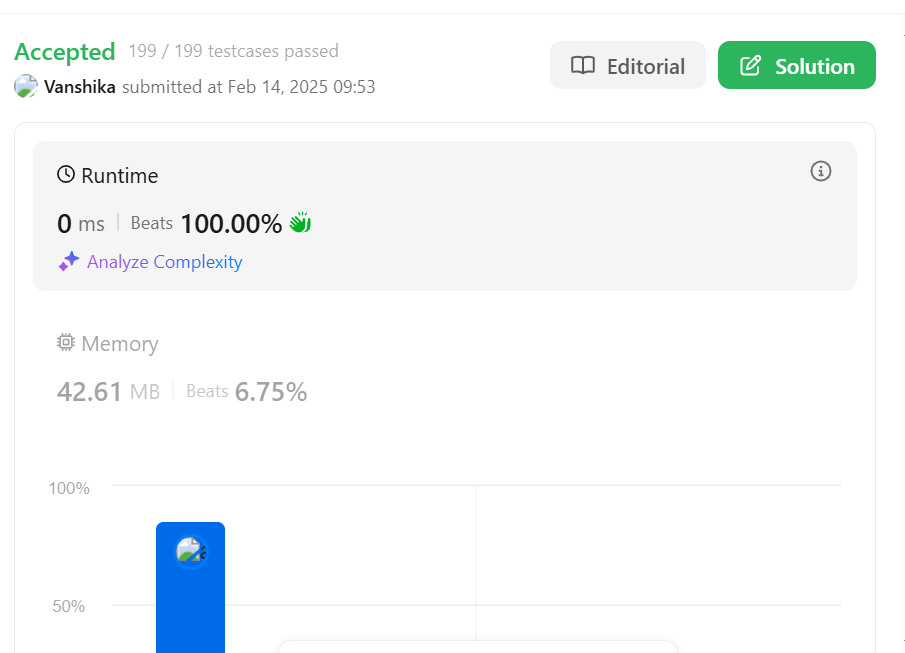 Accepted 199 / 199 testcases passed
Vanshika submitted at Feb 14, 2025 09:53
Editorial
Solution
Runtime
0 ms Beats 100.00%
Analyze Complexity
Memory
42.61 MB Beats 6.75%
100%
50%